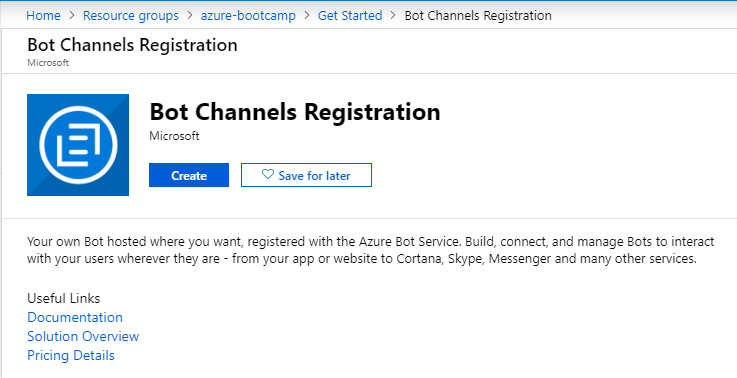 Home > Resource groups > azure-bootcamp > Get Started > Bot Channels Registration
Bot Channels Registration
Microsoft
Bot Channels Registration
Microsoft
Create
Save for later
Your own Bot hosted where you want, registered with the Azure Bot Service. Build, connect, and manage Bots to interact
with your users wherever they are - from your app or website to Cortana, Skype, Messenger and many other services.
Useful Links
Documentation
Solution Overview
Pricing Details